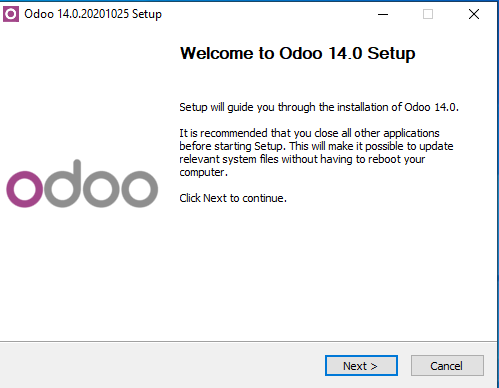 Odoo 14.0.20201025 Setup
Welcome to Odoo 14.0 Setup
Setup will guide you through the installation of Odoo 14.0.
It is recommended that you close all other applications
before starting Setup. This will make it possible to update
relevant system files without having to reboot your
computer.
Click Next to continue.
odoo
Next >
Cancel